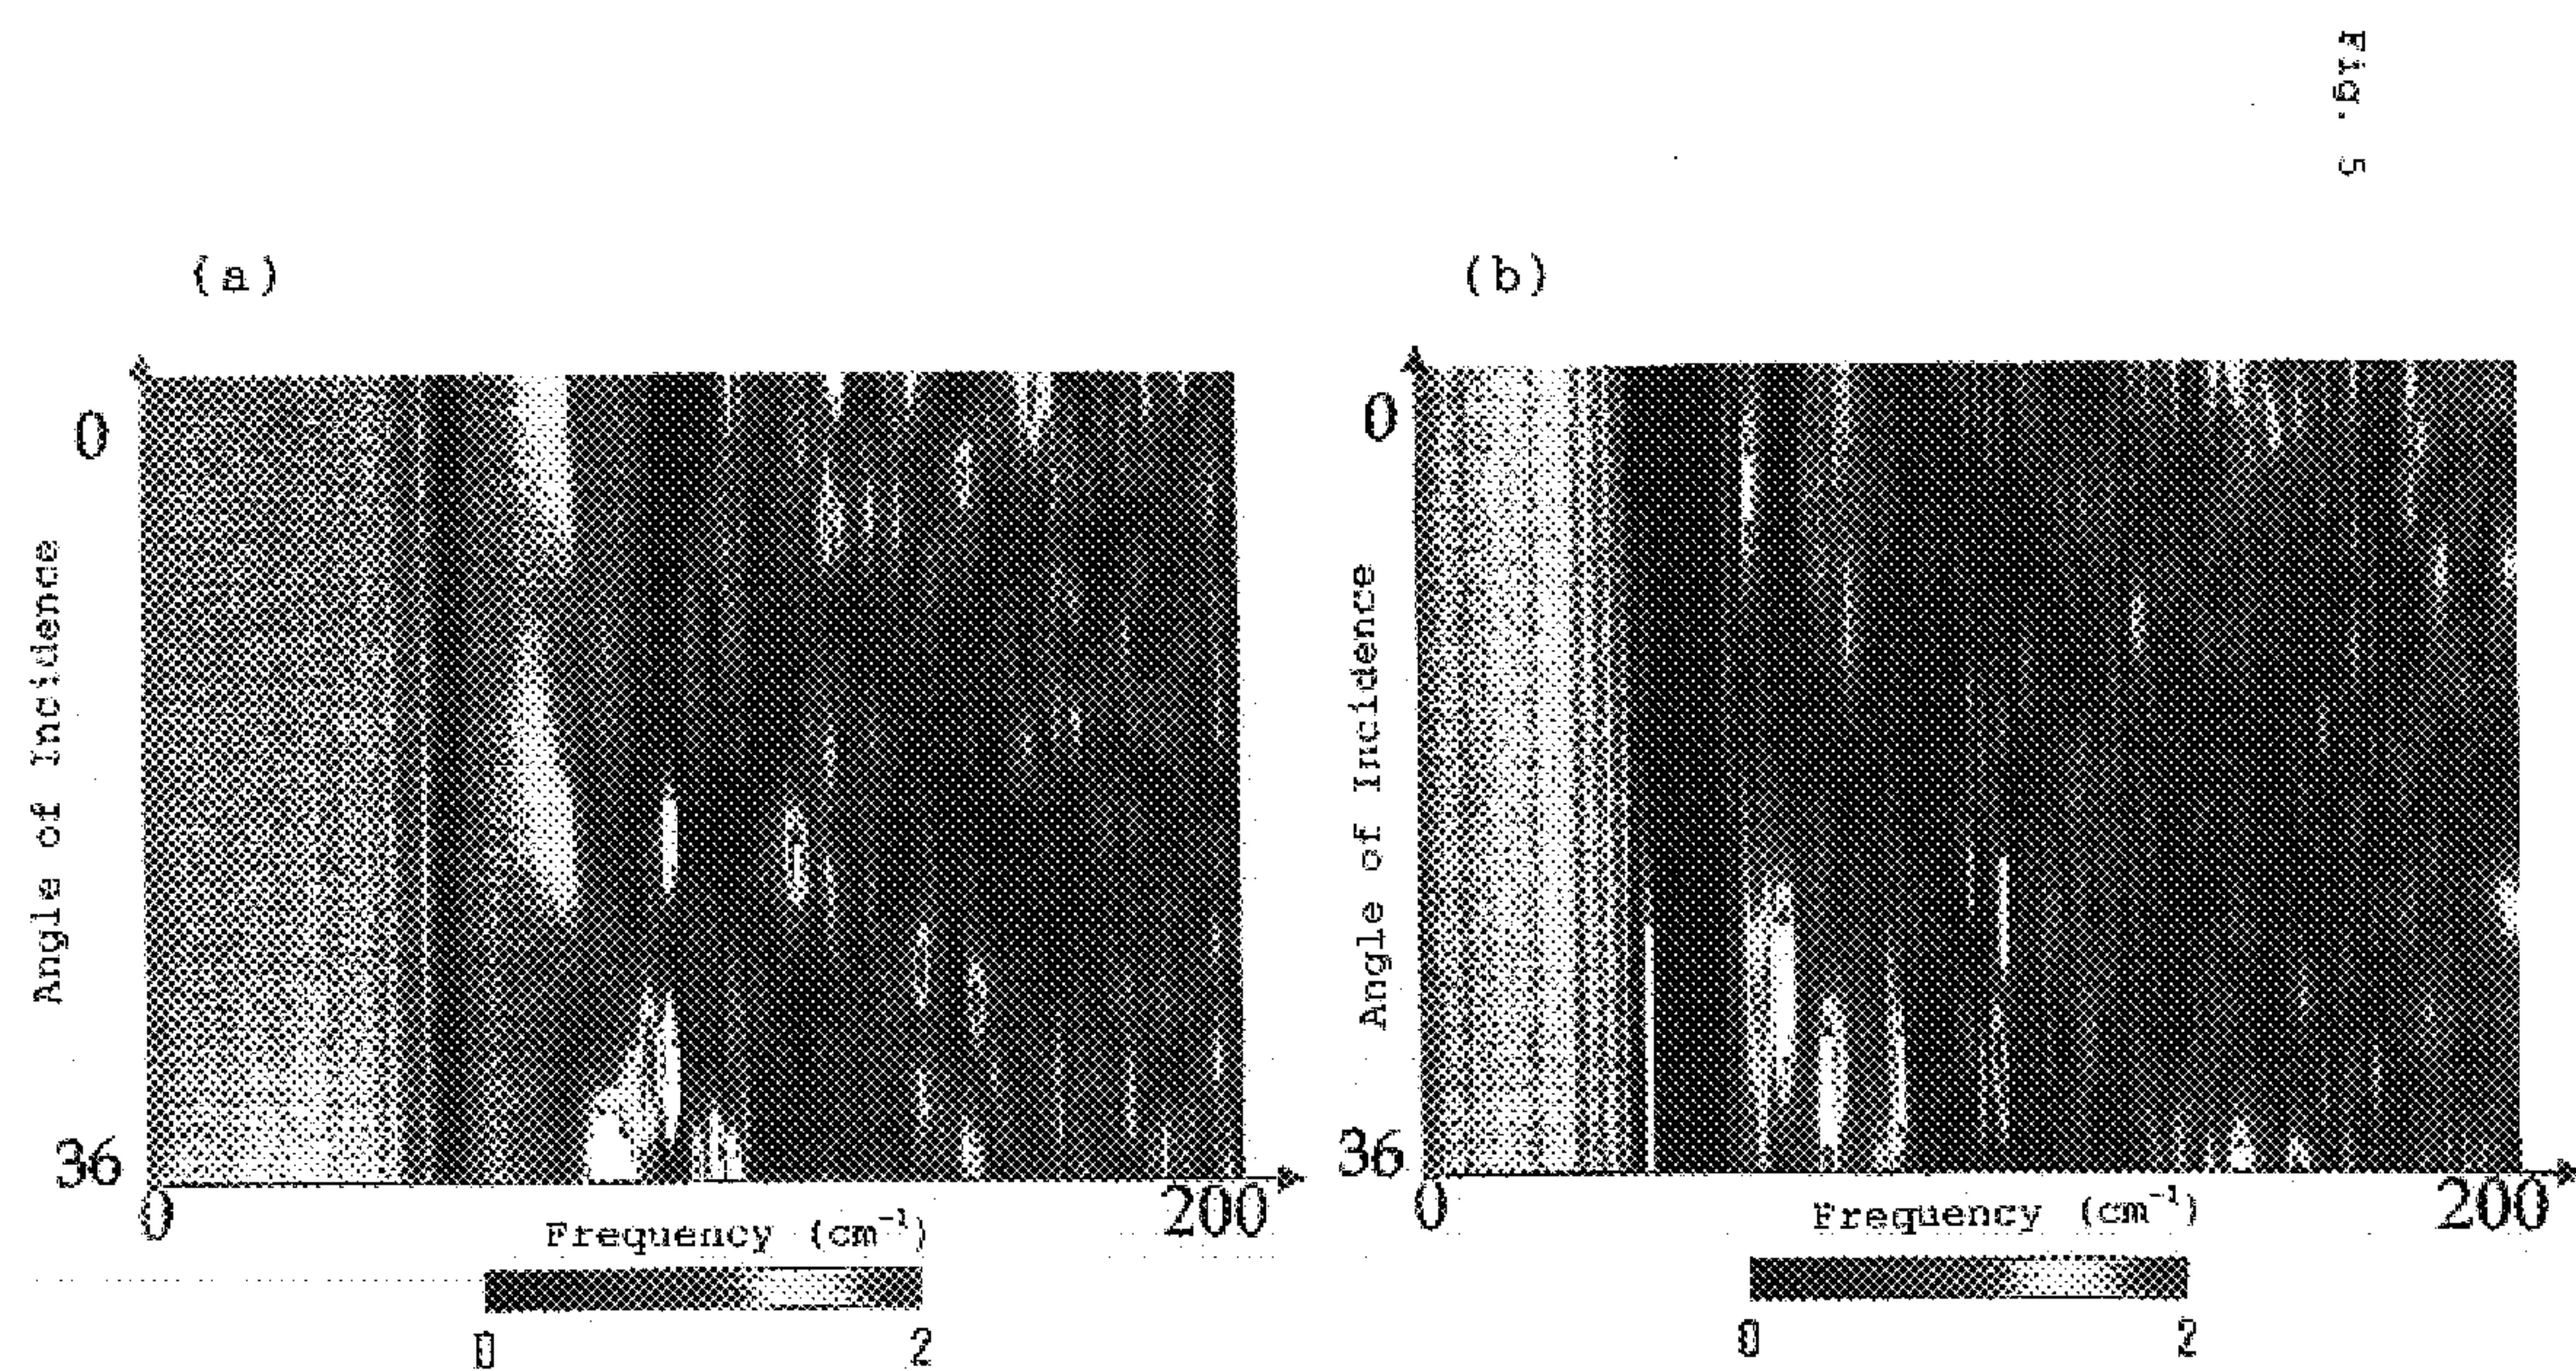 Fig. 5
(a)
0
Angle of Incidence
36
0
200
Frequency (cm⁻¹)
0
2
(b)
0
Angle of Incidence
36
0
200
Frequency (cm⁻¹)
0
2